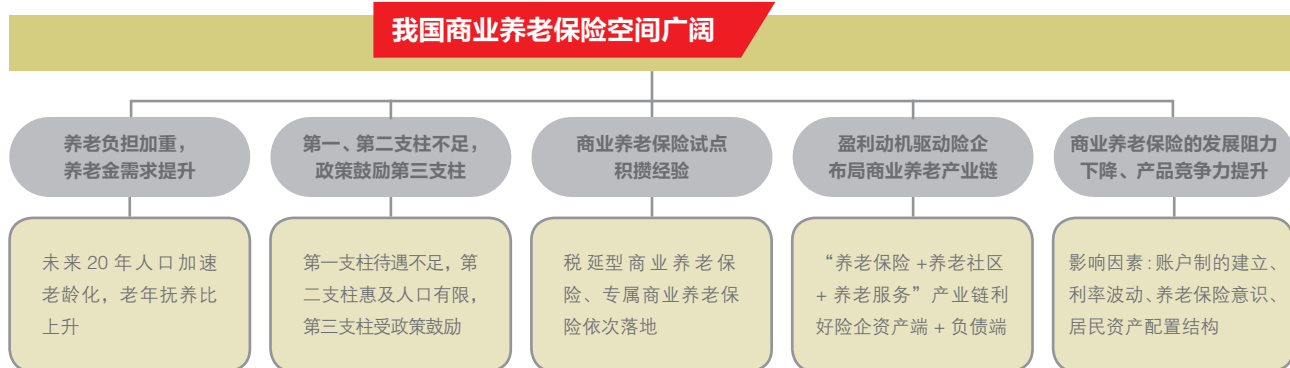 我国商业养老保险空间广阔
养老负担加重，
养老金需求提升
第一、第二支柱不足，
政策鼓励第三支柱
商业养老保险试点
积攒经验
盈利动机驱动险企
布局商业养老产业链
商业养老保险的发展阻力
下降、产品竞争力提升
未来 20 年人口加速
老龄化，老年抚养比
上升
第一支柱待遇不足，第
二支柱惠及人口有限，
第三支柱受政策鼓励
税延型商业养老保
险、专属商业养老保
险依次落地
“养老保险 +养老社区
+ 养老服务”产业链利
好险企资产端 + 负债端
影响因素：账户制的建立、
利率波动、养老保险意识、
居民资产配置结构